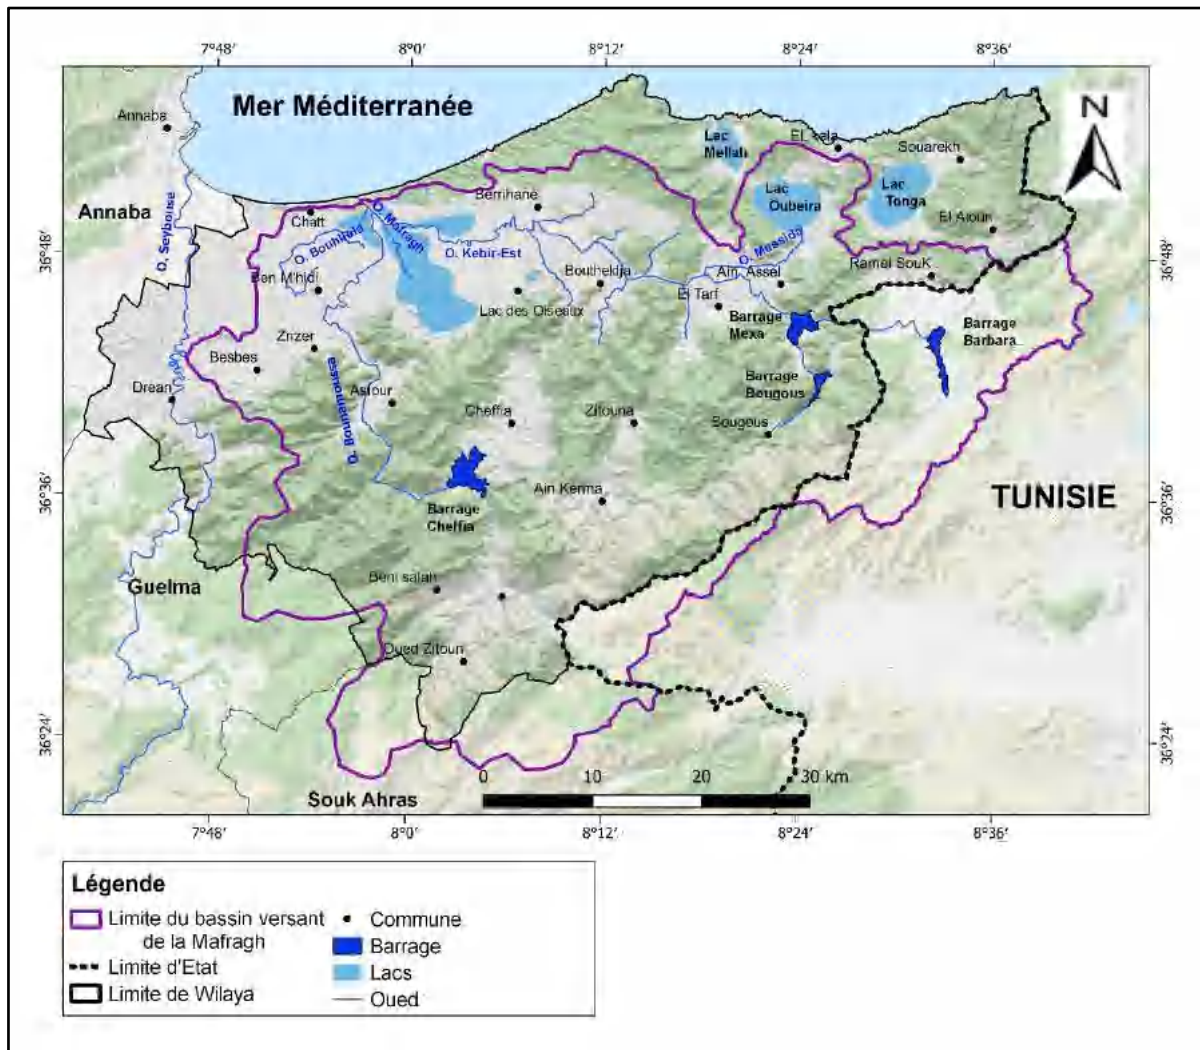 7°48′ 8°0′ 8°12′ 8°24′ 8°36′
Mer Méditerranée
N
Annaba
Annaba
O. Seybouse
Lac
Mellah
El kala
Souarekh
Lac
Oubeira
Lac
Tonga
El Aioun
Berrihane
Chatt
O. Mafragh
O. Bouhlfeld
O. Kebir-Est
O. Messida
36°48′
36°48′
Ben M'hidi
Boutheldja
Ain Assel
Ramel SouK
Lac des Oiseaux
El Tarf
Barrage
Mexa
Barrage
Barbara
Zrizer
Besbes
Drean
Asfour
O. Bounamoussa
Barrage
Bougous
Bougous
Cheffia
Zitouna
36°36′
36°36′
Ain Kerma
Barrage
Cheffia
TUNISIE
Guelma
Beni salah
Oued Zitoun
36°24′
36°24′
Souk Ahras
0 10 20 30 km
7°48′ 8°0′ 8°12′ 8°24′ 8°36′
Légende
Limite du bassin versant
de la Mafragh
Limite d'Etat
Limite de Wilaya
Commune
Barrage
Lacs
Oued